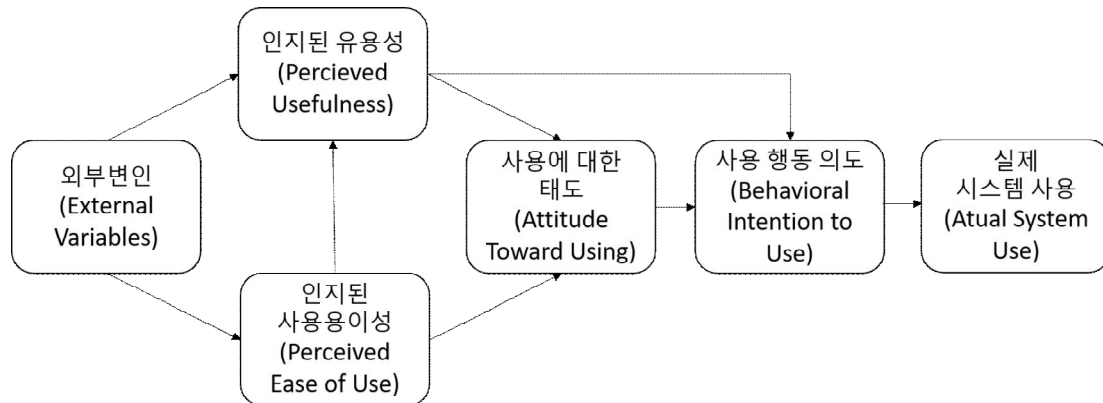 인지된 유용성
(Percieved
Usefulness)
외부변인
(External
Variables)
사용에 대한
태도
(Attitude
Toward Using)
사용 행동 의도
(Behavioral
Intention to
Use)
실제
시스템 사용
(Atual System
Use)
인지된
사용용이성
(Perceived
Ease of Use)